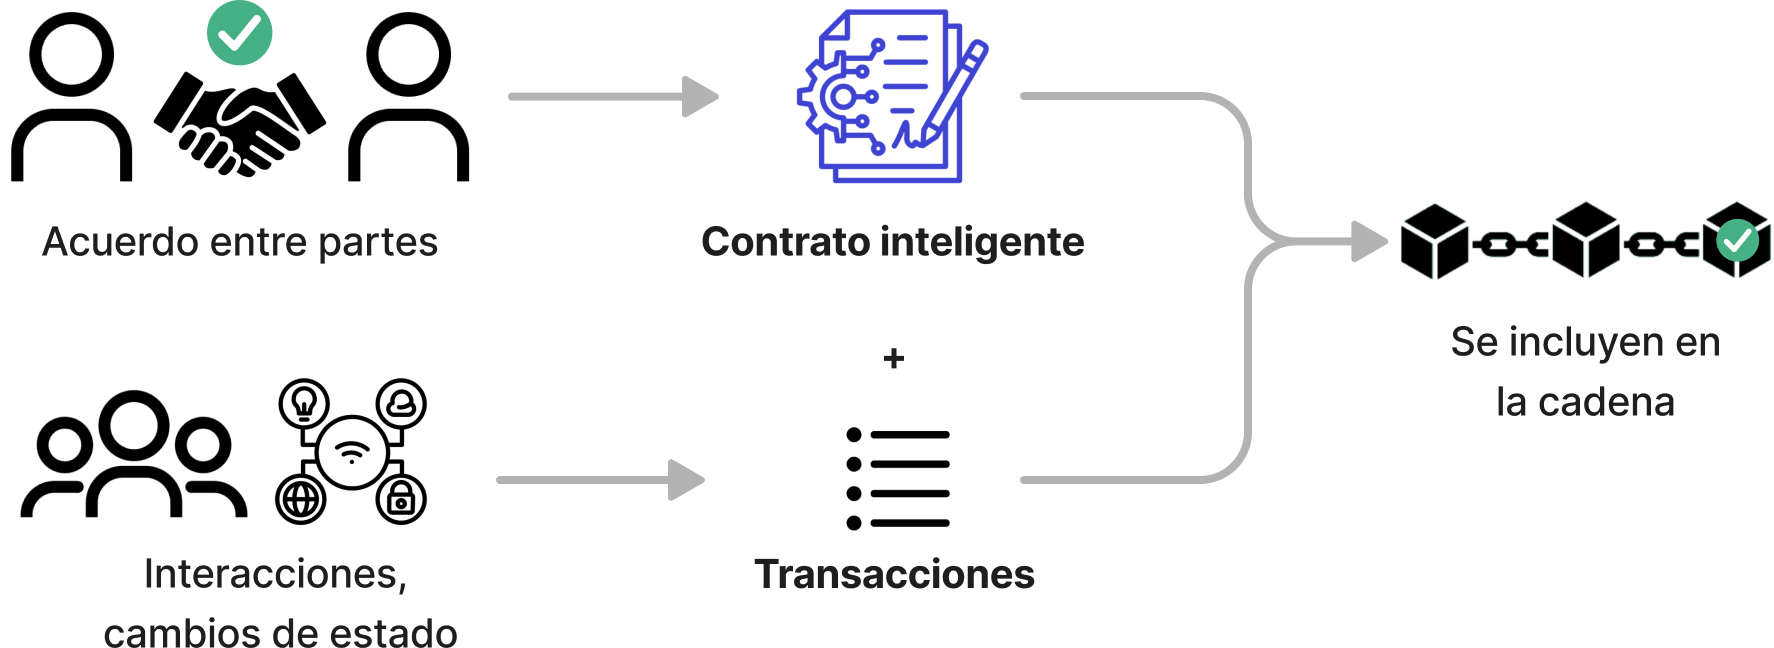 Acuerdo entre partes
Contrato inteligente
+
Se incluyen en
la cadena
Interacciones,
cambios de estado
Transacciones